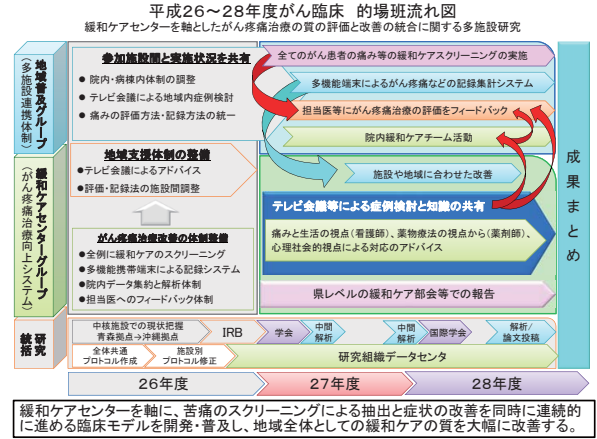 平成26～28年度がん臨床　的場班流れ図
緩和ケアセンターを軸としたがん疼痛治療の質の評価と改善の統合に関する多施設研究
地域普及グループ
(多施設連携体制)
参加施設間と実施状況を共有
● 院内・病棟内体制の調整
● テレビ会議による地域内症例検討
● 痛みの評価方法・記録方法の統一
全てのがん患者の痛み等の緩和ケアスクリーニングの実施
多機能端末によるがん疼痛などの記録集計システム
担当医等にがん疼痛治療の評価をフィードバック
院内緩和ケアチーム活動
緩和ケアセンターグループ
(がん疼痛治療向上システム)
地域支援体制の整備
●テレビ会議によるアドバイス
●評価・記録法の施設間調整
施設や地域に合わせた改善
テレビ会議等による症例検討と知識の共有
痛みと生活の視点(看護師)、薬物療法の視点から(薬剤師)、
心理社会的視点による対応のアドバイス
がん疼痛治療改善の体制整備
●全例に緩和ケアのスクリーニング
●多機能携帯端末による記録システム
●院内データ集約と解析体制
●担当医へのフィードバック体制
県レベルの緩和ケア部会等での報告
成果まとめ
研究
統括
中核施設での現状把握
青森拠点→沖縄拠点
IRB
学会
中間
解析
中間
解析
国際学会
解析/
論文投稿
全体共通
プロトコル作成
施設別
プロトコル修正
研究組織データセンタ
26年度
27年度
28年度
緩和ケアセンターを軸に、苦痛のスクリーニングによる抽出と症状の改善を同時に連続的
に進める臨床モデルを開発・普及し、地域全体としての緩和ケアの質を大幅に改善する。